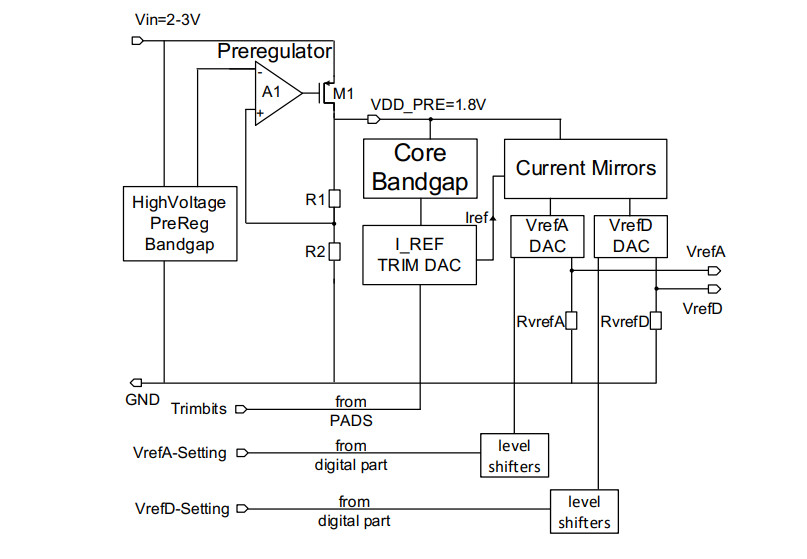 Vin=2-3V
Preregulator
-
A1
M1
+
VDD_PRE=1.8V
Core
Bandgap
Current Mirrors
HighVoltage
PreReg
Bandgap
R1
R2
Iref
I_REF
TRIM DAC
VrefA
DAC
VrefD
DAC
VrefA
VrefD
RvrefA
RvrefD
GND
Trimbits
from
PADS
VrefA-Setting
from
digital part
level
shifters
VrefD-Setting
from
digital part
level
shifters